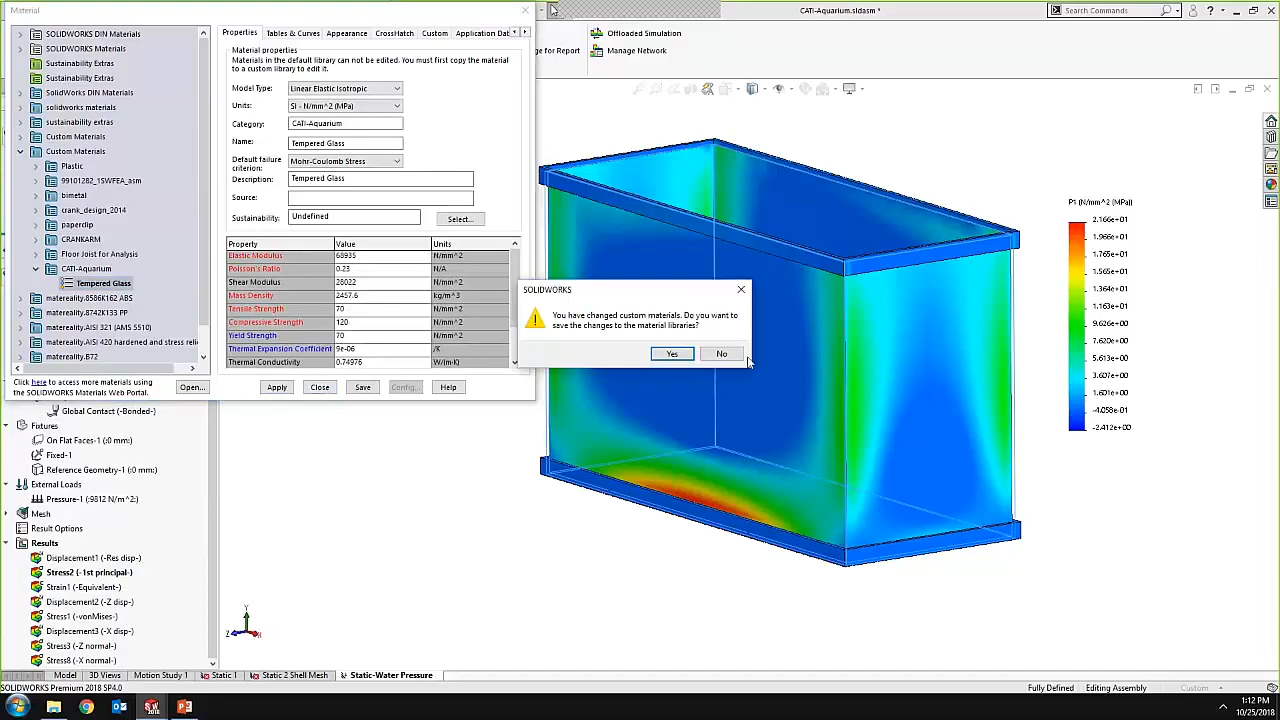 Material
SOLIDWORKS DIN Materials
SOLIDWORKS Materials
Sustainability Extras
Sustainability Extras
SolidWorks DIN Materials
solidworks materials
sustainability extras
Custom Materials
Custom Materials
Plastic
99101282_1SWFEA_asm
bimetal
crank_design_2014
paperclip
CRANKARM
Floor Joist for Analysis
CATI-Aquarium
Tempered Glass
matereality.8586K162 ABS
matereality.8742K133 PP
matereality.AISI 321 (AMS 5510)
matereality.AISI 420 hardened and stress relie
matereality.B72
Click here to access more materials using
the SOLIDWORKS Materials Web Portal.
Open...
Properties
Tables & Curves
Appearance
CrossHatch
Custom
Application Dat
Material properties
Materials in the default library can not be edited. You must first copy the material
to a custom library to edit it.
Model Type:
Linear Elastic Isotropic
Units:
SI - N/mm^2 (MPa)
Category:
CATI-Aquarium
Name:
Tempered Glass
Default failure
criterion:
Mohr-Coulomb Stress
Description:
Tempered Glass
Source:
Sustainability:
Undefined
Select...
Property Value Units
Elastic Modulus 68935 N/mm^2
Poisson's Ratio 0.23 N/A
Shear Modulus 28022 N/mm^2
Mass Density 2457.6 kg/m^3
Tensile Strength 70 N/mm^2
Compressive Strength 120 N/mm^2
Yield Strength 70 N/mm^2
Thermal Expansion Coefficient 9e-06 /K
Thermal Conductivity 0.74976 W/(m·K)
Apply
Close
Save
Config...
Help
CATI-Aquarium.sldasm *
Search Commands
Offloaded Simulation
ge for Report
Manage Network
SOLIDWORKS
You have changed custom materials. Do you want to
save the changes to the material libraries?
Yes
No
P1 (N/mm^2 (MPa))
2.166e+01
1.966e+01
1.765e+01
1.564e+01
1.364e+01
1.163e+01
9.626e+00
7.620e+00
5.613e+00
3.607e+00
1.601e+00
-4.058e-01
-2.412e+00
Global Contact (-Bonded-)
Fixtures
On Flat Faces-1 (:0 mm:)
Fixed-1
Reference Geometry-1 (:0 mm:)
External Loads
Pressure-1 (:9812 N/m^2:)
Mesh
Result Options
Results
Displacement1 (-Res disp-)
Stress2 (-1st principal-)
Strain1 (-Equivalent-)
Displacement2 (-Z disp-)
Stress1 (-vonMises-)
Displacement3 (-X disp-)
Stress3 (-Z normal-)
Stress8 (-X normal-)
Y
Z
X
Model
3D Views
Motion Study 1
Static 1
Static 2 Shell Mesh
Static-Water Pressure
SOLIDWORKS Premium 2018 SP4.0
Fully Defined
Editing Assembly
Custom
1:12 PM
10/25/2018